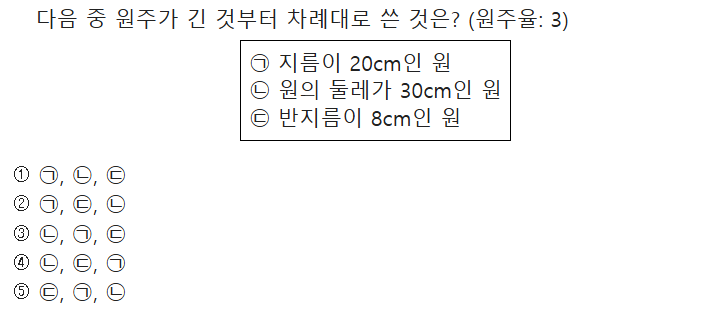 다음 중 원주가 긴 것부터 차례대로 쓴 것은? (원주율: 3)
㉠ 지름이 20cm인 원
㉡ 원의 둘레가 30cm인 원
㉢ 반지름이 8cm인 원
① ㉠, ㉡, ㉢
② ㉠, ㉢, ㉡
③ ㉡, ㉠, ㉢
④ ㉡, ㉢, ㉠
⑤ ㉢, ㉠, ㉡